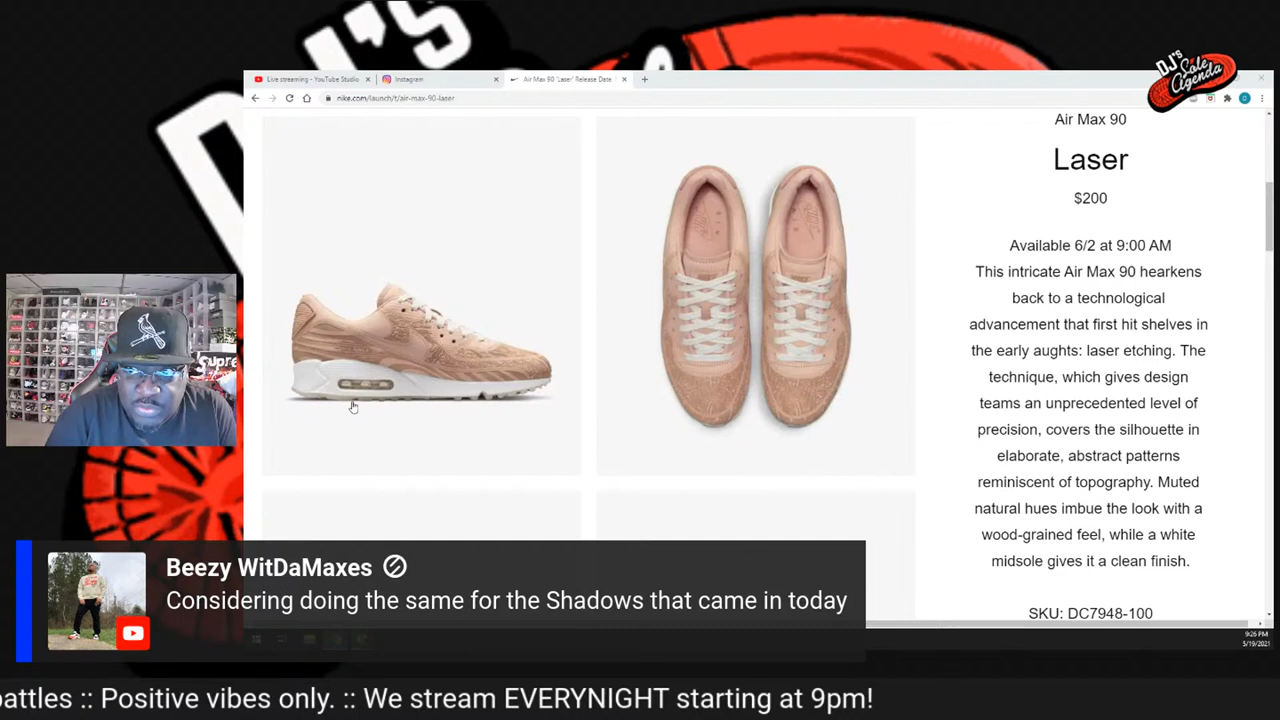 DJ'S
DJ's
Sole
Agenda
Live streaming - YouTube Studio
Instagram
Air Max 90 'Laser' Release Date.
nike.com/launch/t/air-max-90-laser
Air Max 90
Laser
$200
Available 6/2 at 9:00 AM
This intricate Air Max 90 hearkens
back to a technological
advancement that first hit shelves in
the early aughts: laser etching. The
technique, which gives design
teams an unprecedented level of
precision, covers the silhouette in
elaborate, abstract patterns
reminiscent of topography. Muted
natural hues imbue the look with a
wood-grained feel, while a white
midsole gives it a clean finish.
SKU: DC7948-100
Supreme
9:26 PM
5/19/2021
Beezy WitDaMaxes
Considering doing the same for the Shadows that came in today
battles :: Positive vibes only. :: We stream EVERYNIGHT starting at 9pm!